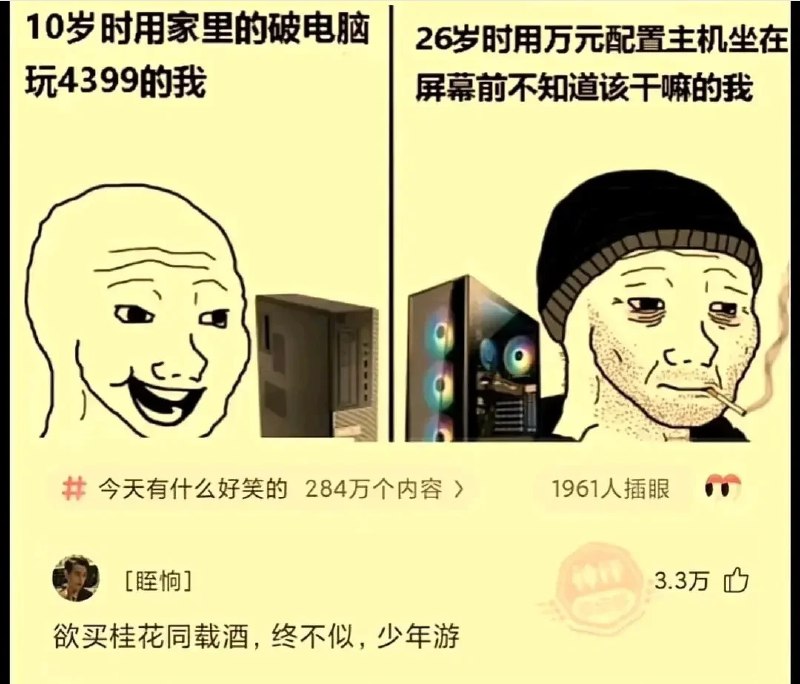 10岁时用家里的破电脑
玩4399的我
26岁时用万元配置主机坐在
屏幕前不知道该干嘛的我
# 今天有什么好笑的 284万个内容 >
1961人插眼
[眰恦]
3.3万
欲买桂花同载酒，终不似，少年游